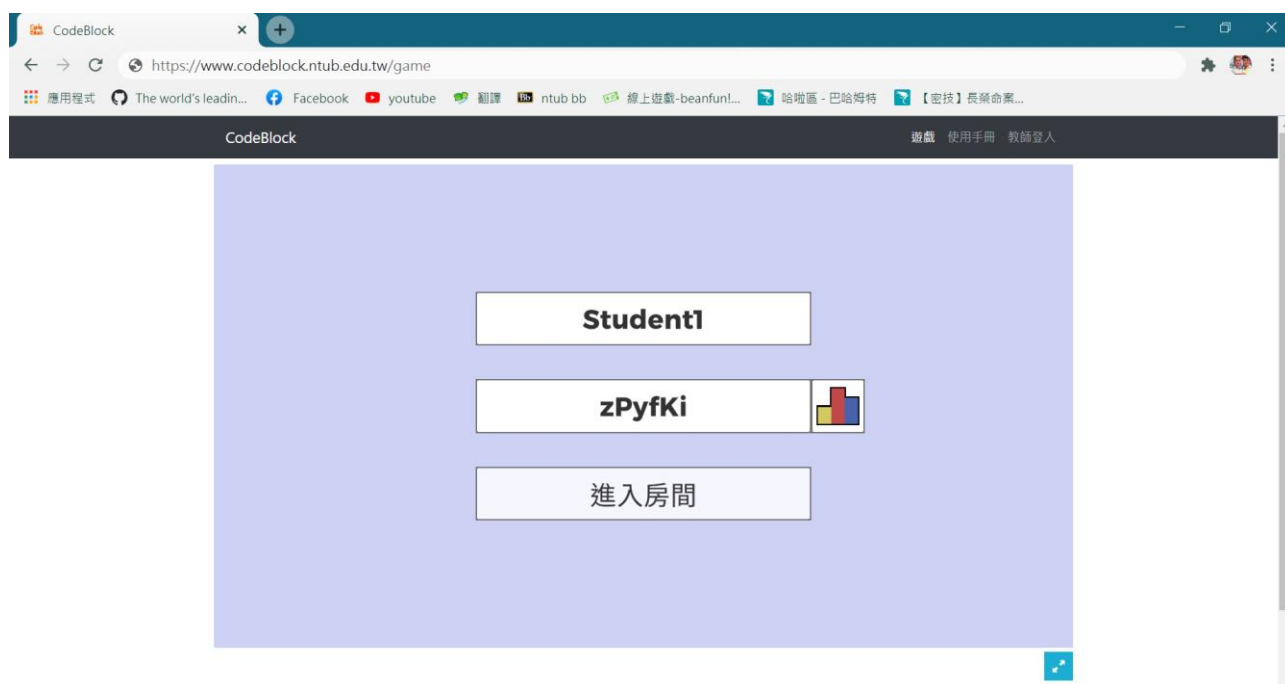 CodeBlock
https://www.codeblock.ntub.edu.tw/game
應用程式 The world's leadin... Facebook youtube 翻譯 Bb ntub bb 線上遊戲-beanfun!... 哈啦區 - 巴哈姆特 【密技】長榮命案...
CodeBlock 遊戲 使用手冊 教師登入
Student1
zPyfKi
進入房間